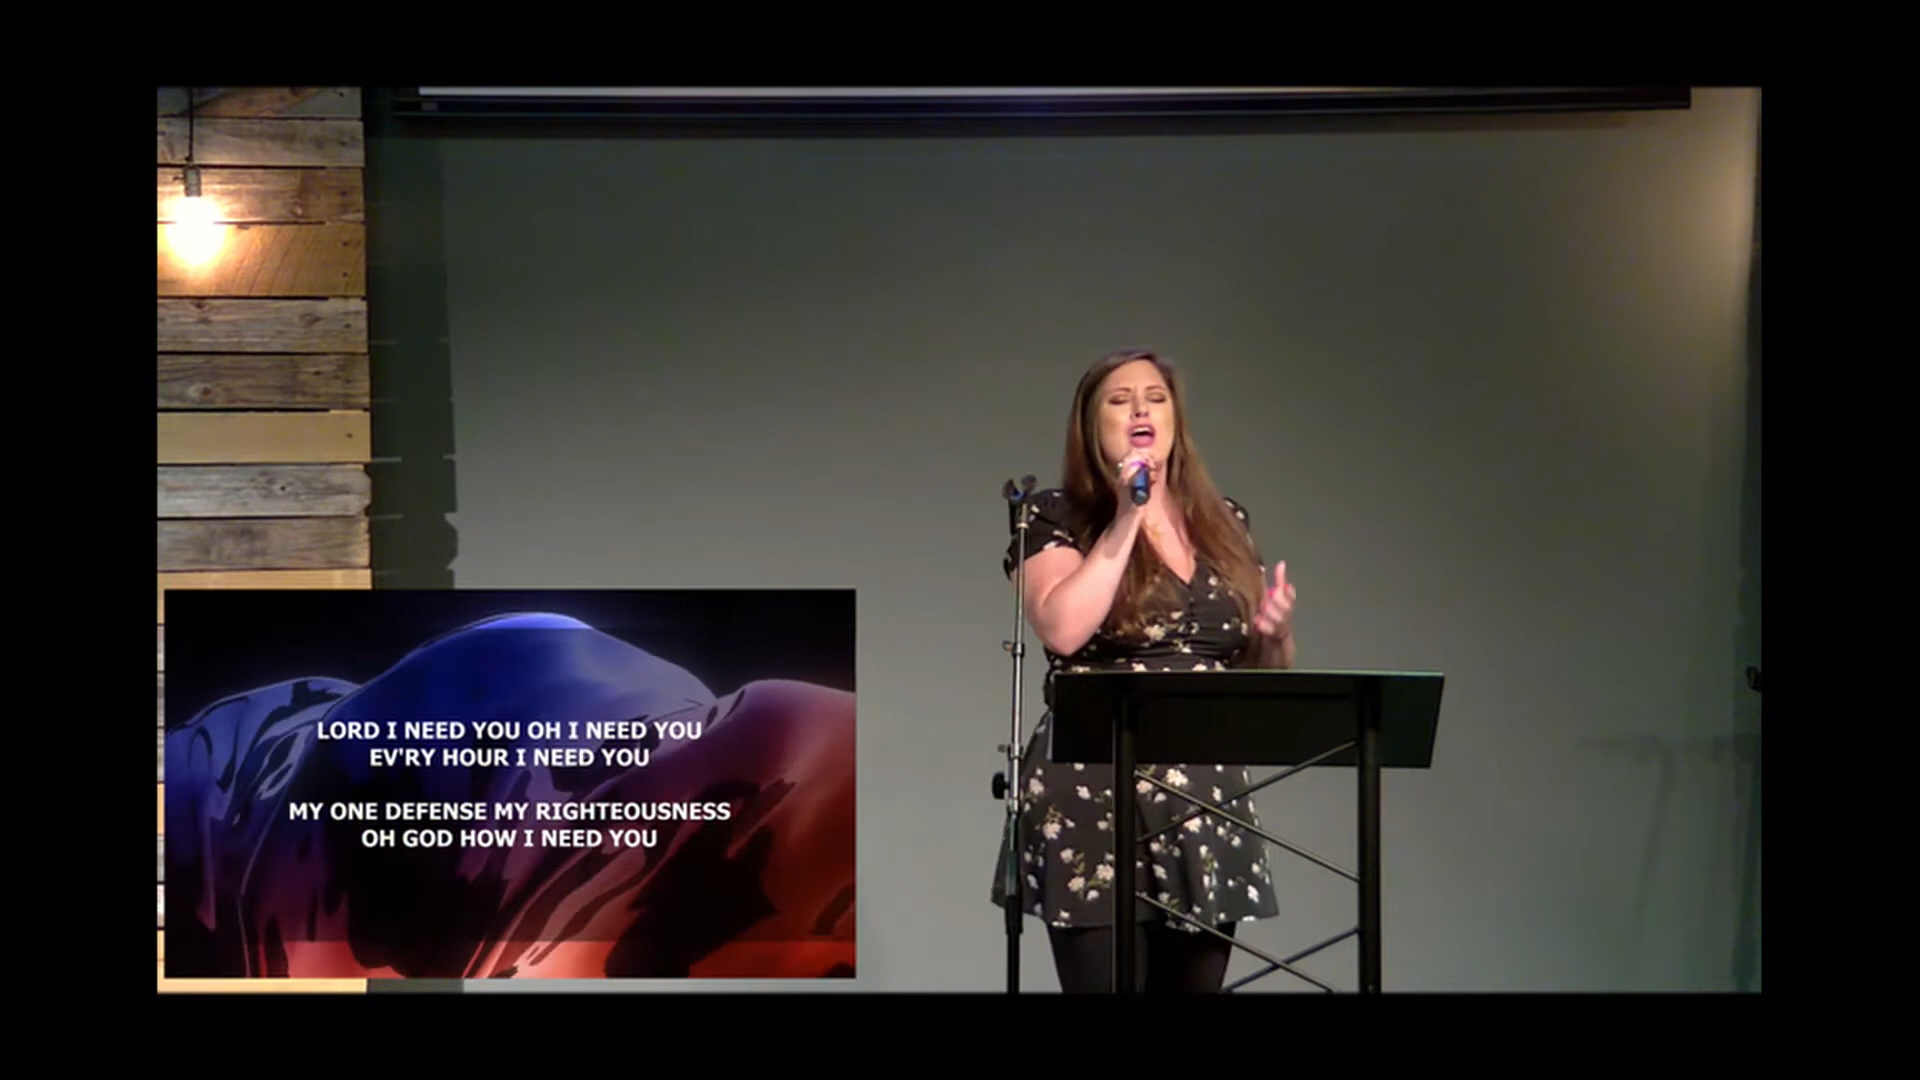 LORD I NEED YOU OH I NEED YOU
EV'RY HOUR I NEED YOU
MY ONE DEFENSE MY RIGHTEOUSNESS
OH GOD HOW I NEED YOU